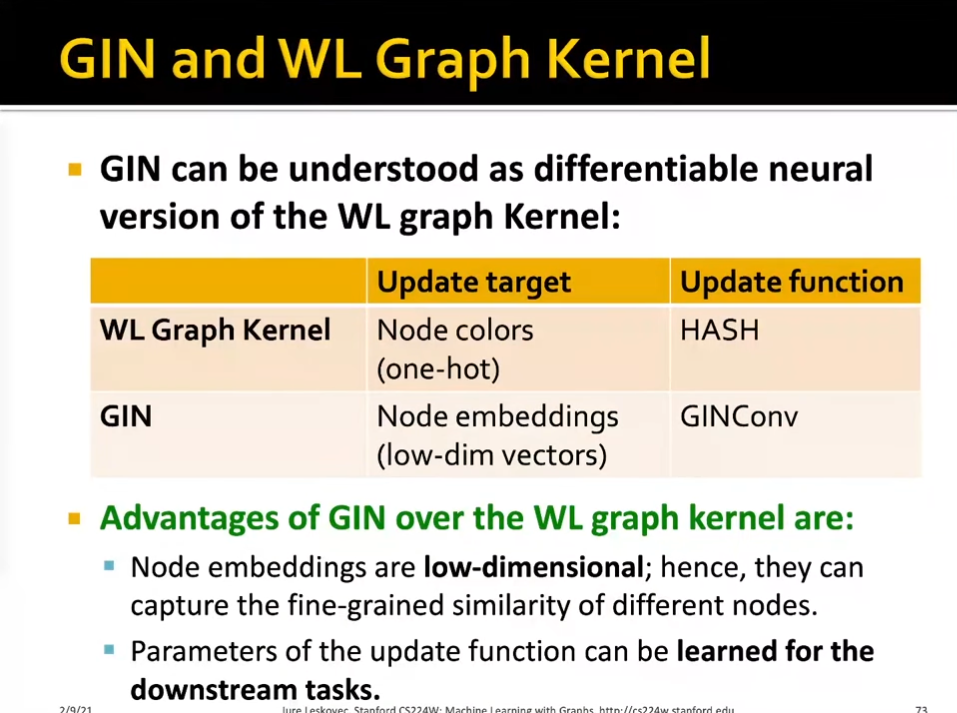 GIN and WL Graph Kernel
GIN can be understood as differentiable neural
version of the WL graph Kernel:
Update target Update function
WL Graph Kernel Node colors HASH
(one-hot)
GIN Node embeddings GINConv
(low-dim vectors)
Advantages of GIN over the WL graph kernel are:
Node embeddings are low-dimensional; hence, they can
capture the fine-grained similarity of different nodes.
Parameters of the update function can be learned for the
downstream tasks.
2/9/21 Jure Leskovec, Stanford CS224W: Machine Learning with Graphs, http://cs224w.stanford.edu 73